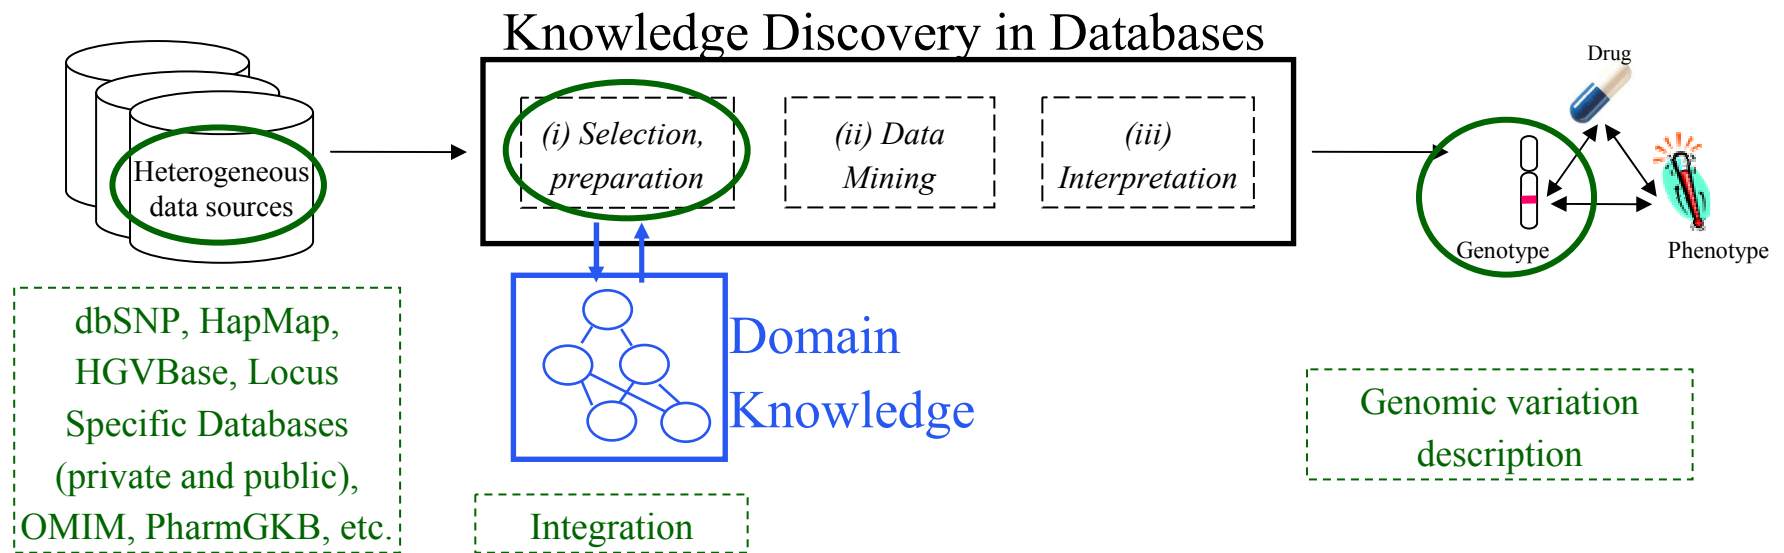 Knowledge Discovery in Databases
Heterogeneous
data sources
(i) Selection,
preparation
(ii) Data
Mining
(iii)
Interpretation
Drug
Genotype
Phenotype
dbSNP, HapMap,
HGVBase, Locus
Specific Databases
(private and public),
OMIM, PharmGKB, etc.
Domain
Knowledge
Integration
Genomic variation
description